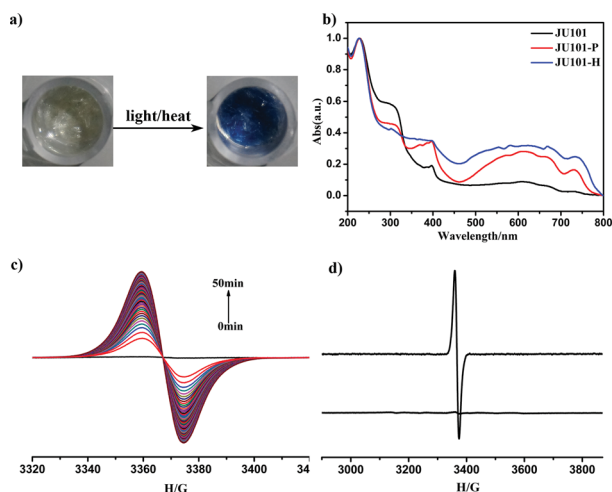 a)
light/heat
b)
JU101
JU101-P
JU101-H
Abs(a.u.)
1.0
0.8
0.6
0.4
0.2
0.0
200 300 400 500 600 700 800
Wavelength/nm
c)
50min
0min
3320 3340 3360 3380 3400 34
H/G
d)
3000 3200 3400 3600 3800
H/G